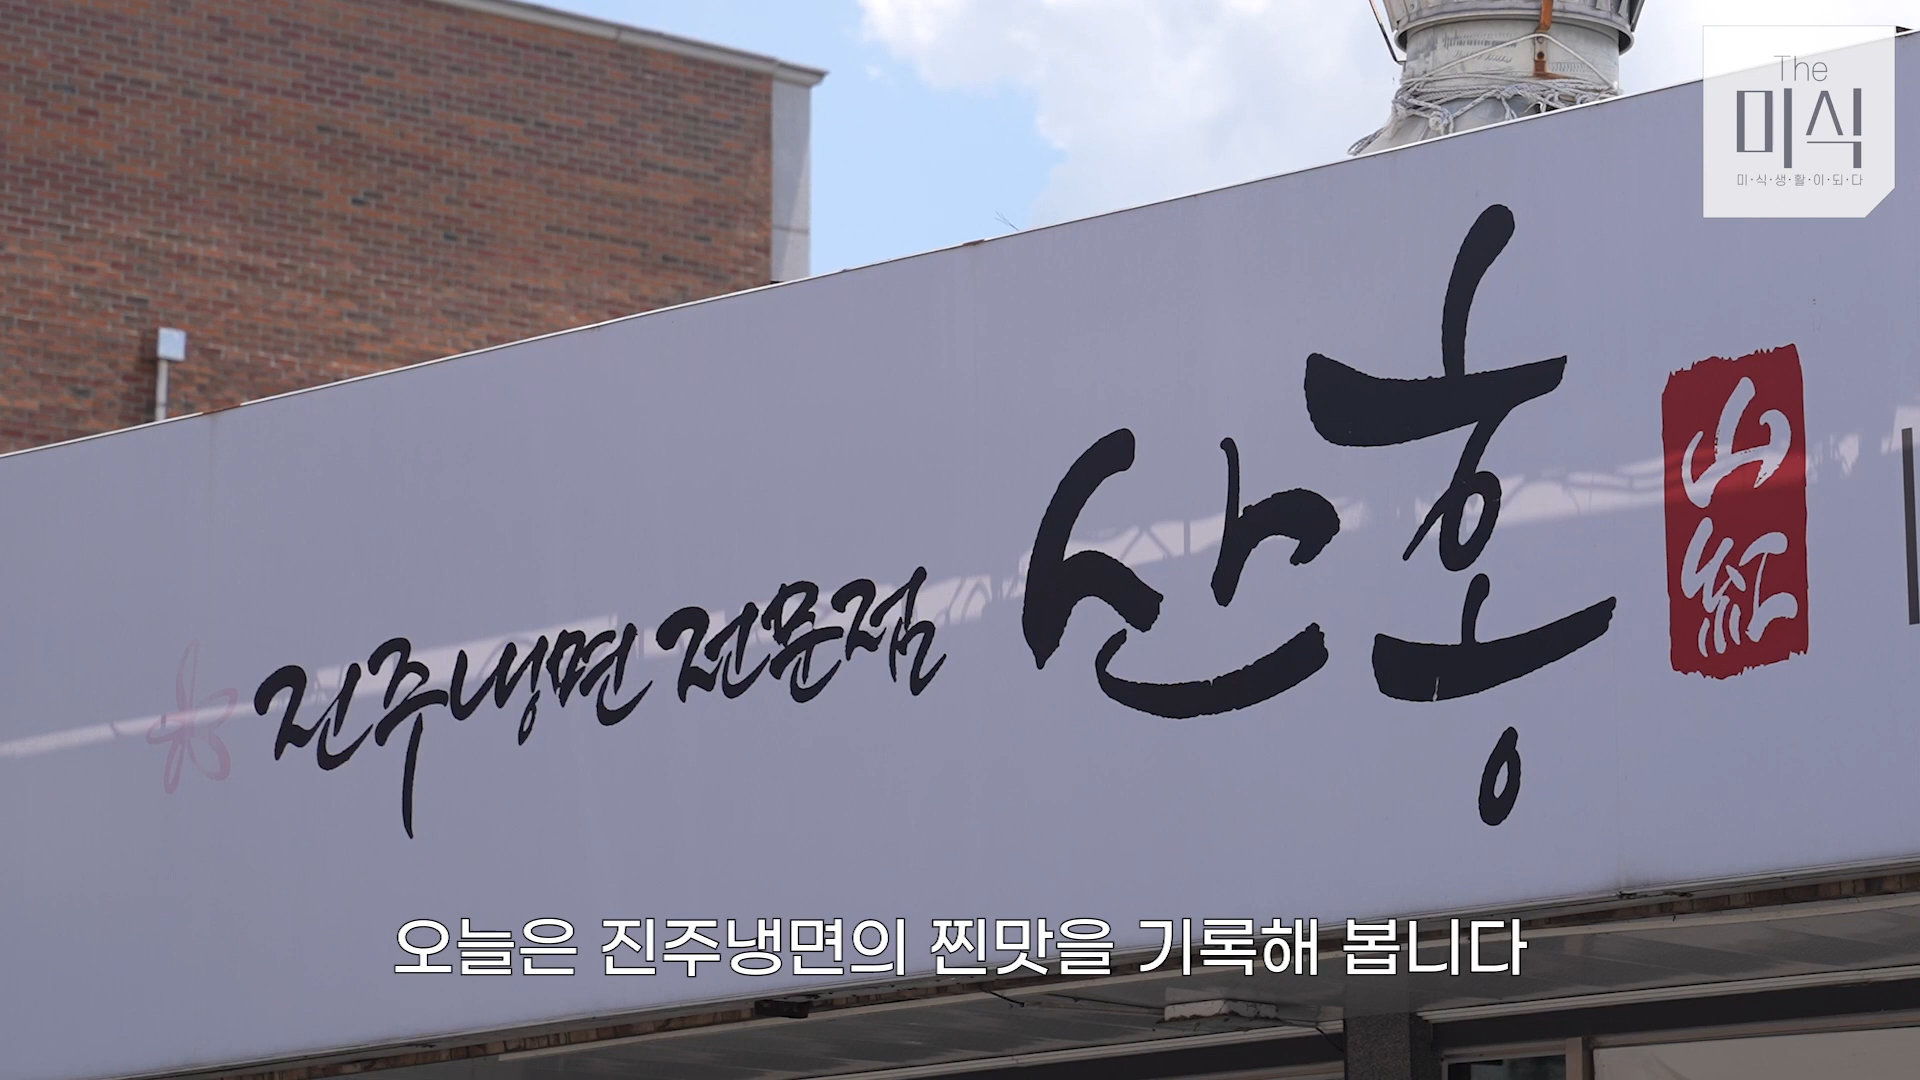 The
미식
미·식·생·활·이·되·다
진주냉면 전문점 산홍
山紅
오늘은 진주냉면의 찐맛을 기록해 봅니다